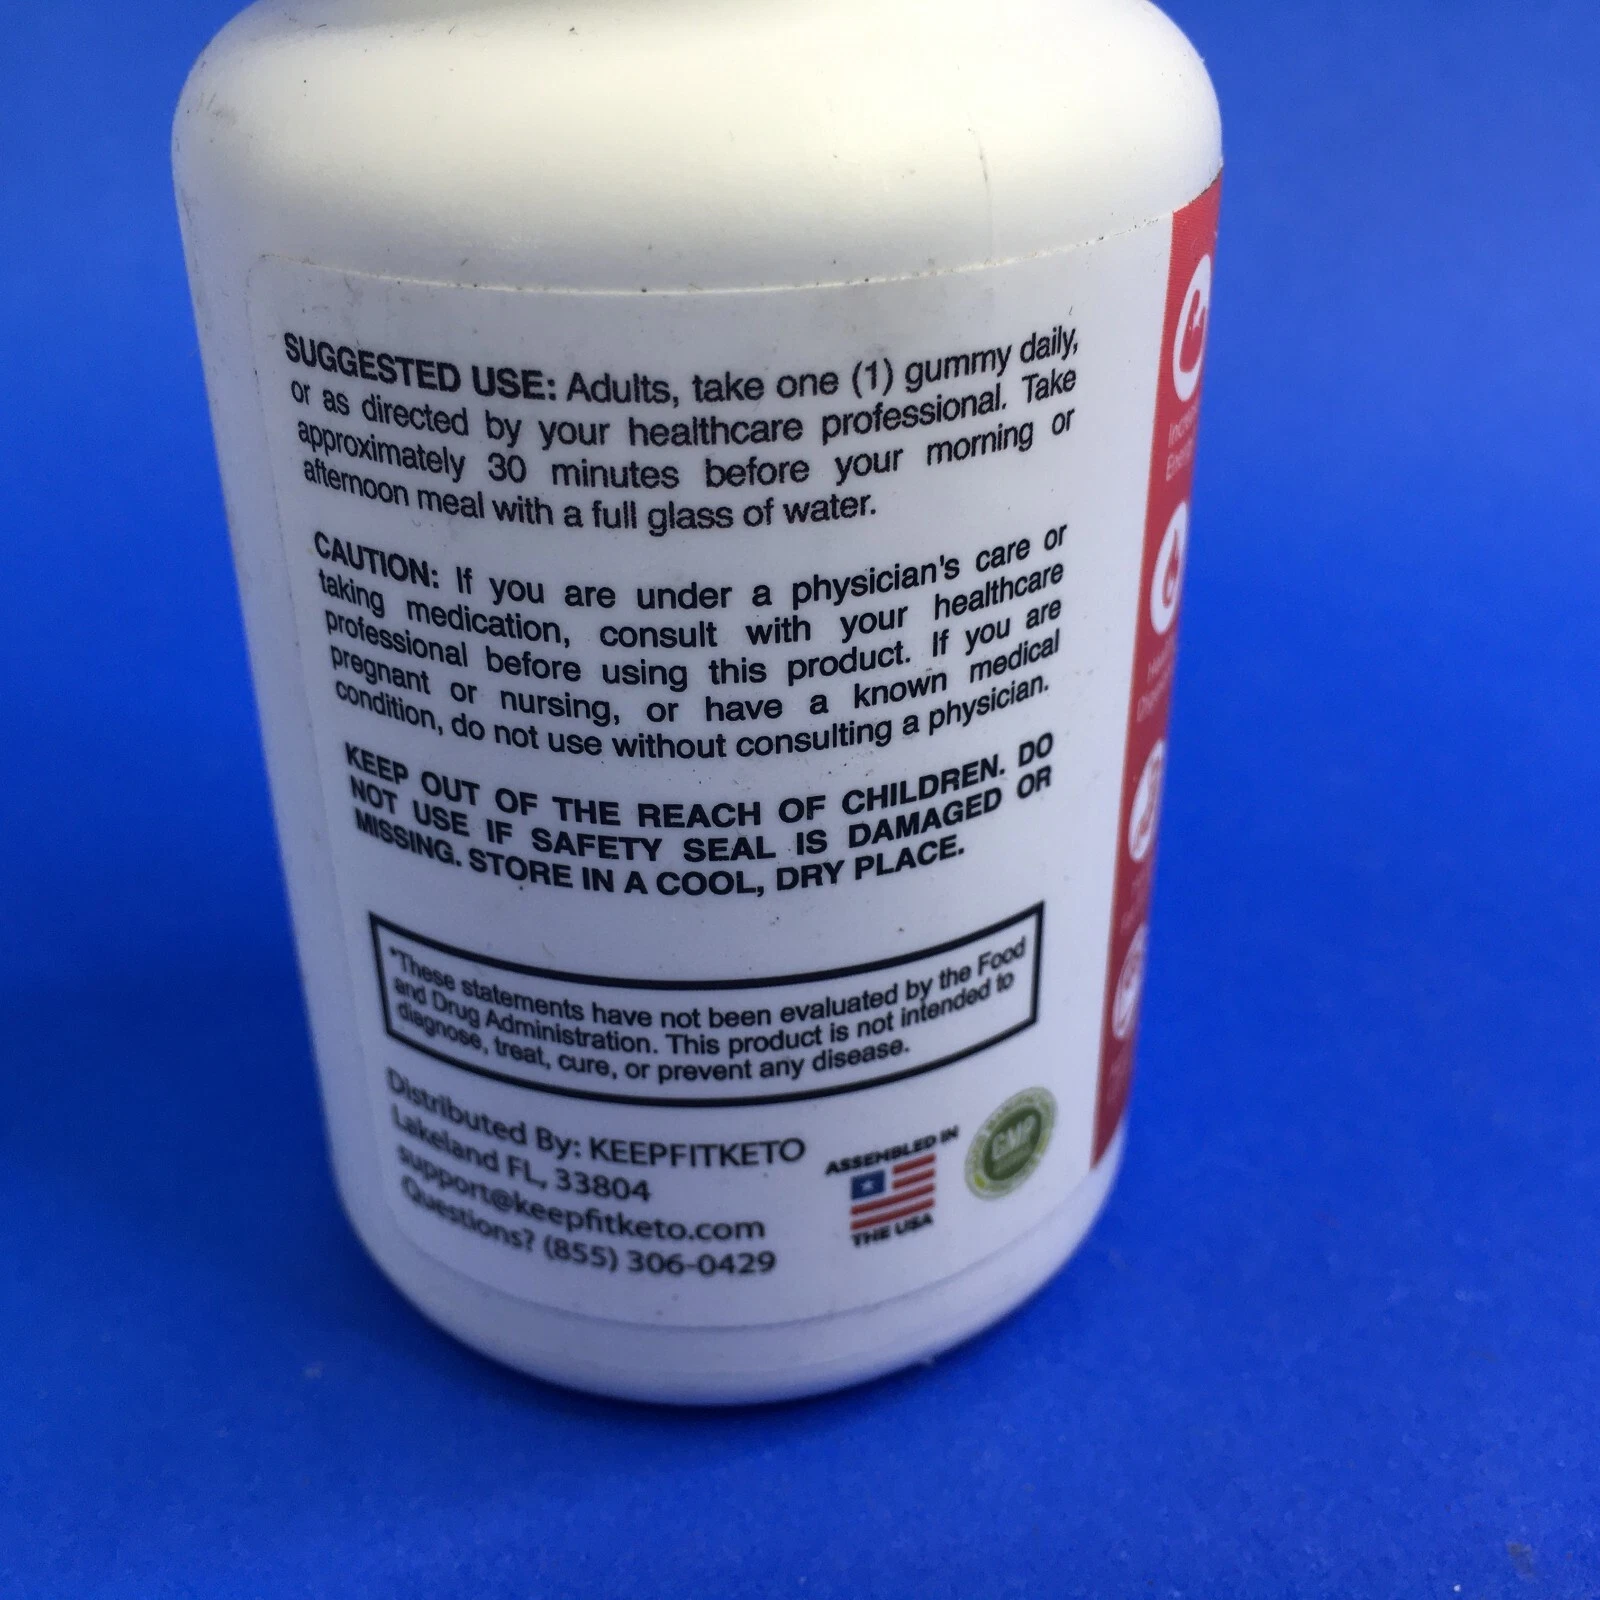 SUGGESTED USE: Adults, take one (1) gummy daily,
or as directed by your healthcare professional. Take
approximately 30 minutes before your morning or
afternoon meal with a full glass of water.
CAUTION: If you are under a physician's care or
taking medication, consult with your healthcare
professional before using this product. If you are
pregnant or nursing, or have a known medical
condition, do not use without consulting a physician.
KEEP OUT OF THE REACH OF CHILDREN. DO
NOT USE IF SAFETY SEAL IS DAMAGED OR
MISSING. STORE IN A COOL, DRY PLACE.
*These statements have not been evaluated by the Food
and Drug Administration. This product is not intended to
diagnose, treat, cure, or prevent any disease.
Distributed By: KEEPFITKETO
Lakeland FL, 33804
support@keepfitketo.com
Questions? (855) 306-0429
ASSEMBLED IN
THE USA
GMP